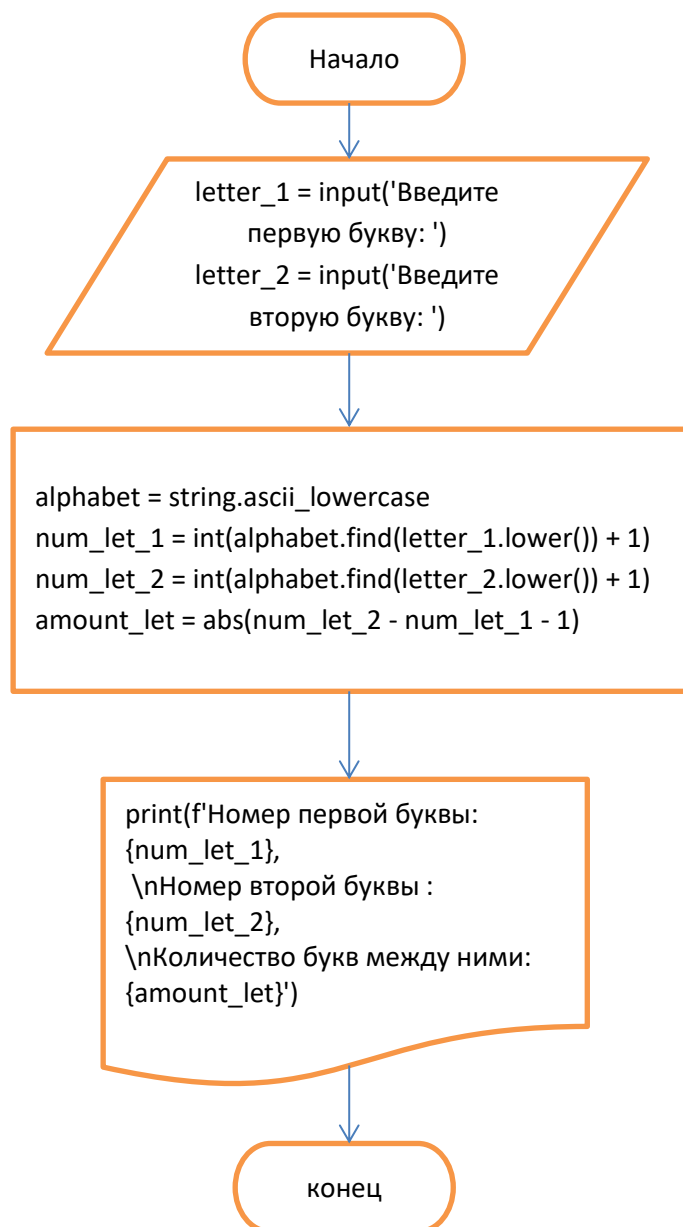 Начало
letter_1 = input('Введите
первую букву: ')
letter_2 = input('Введите
вторую букву: ')
alphabet = string.ascii_lowercase
num_let_1 = int(alphabet.find(letter_1.lower()) + 1)
num_let_2 = int(alphabet.find(letter_2.lower()) + 1)
amount_let = abs(num_let_2 - num_let_1 - 1)
print(f'Номер первой буквы:
{num_let_1},
\nНомер второй буквы :
{num_let_2},
\nКоличество букв между ними:
{amount_let}')
конец